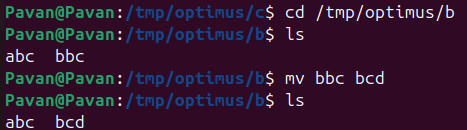 Pavan@Pavan:/tmp/optimus/c$ cd /tmp/optimus/b
Pavan@Pavan:/tmp/optimus/b$ ls
abc  bbc
Pavan@Pavan:/tmp/optimus/b$ mv bbc bcd
Pavan@Pavan:/tmp/optimus/b$ ls
abc  bcd